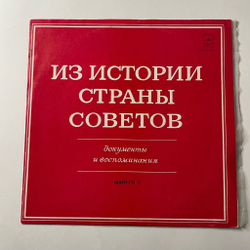 ИЗ ИСТОРИИ
СТРАНЫ
СОВЕТОВ
документы
и воспоминания